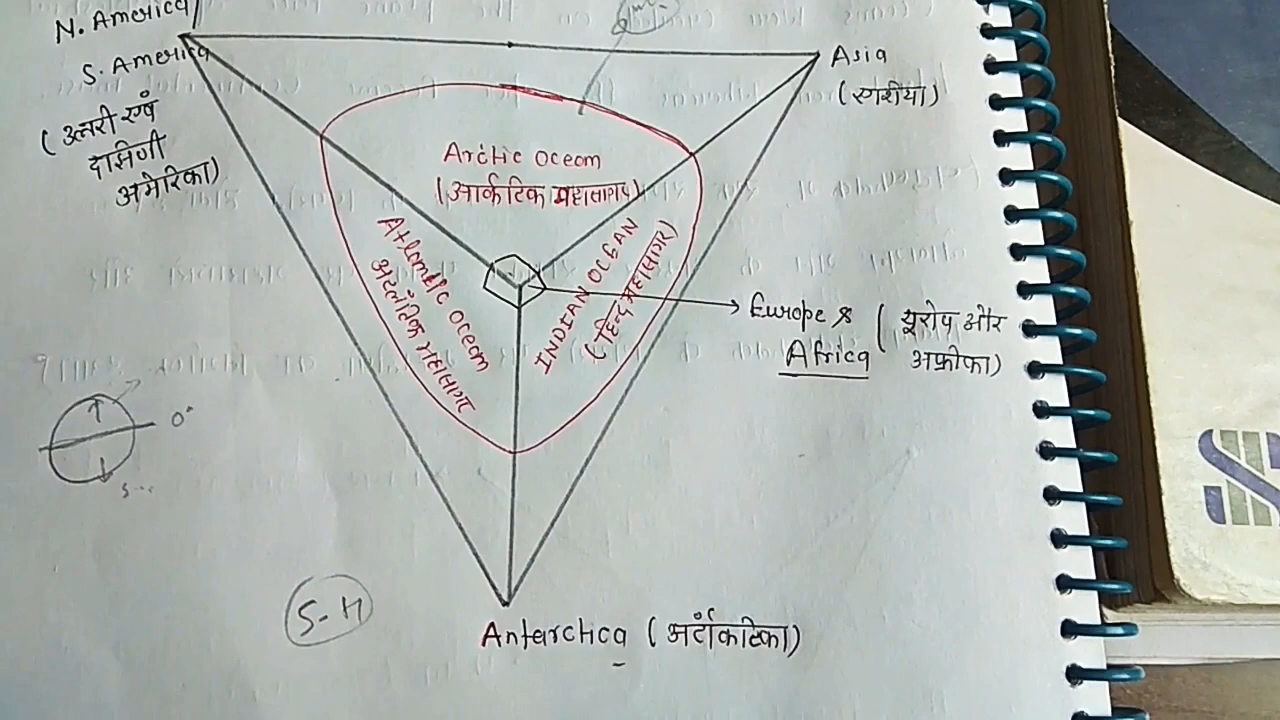 N. America/
S. America
(उत्तरी एवं
दक्षिणी
अमेरिका)
Asia
(एशिया)
Arctic Ocean
(आर्कटिक महासागर)
Atlantic Ocean
अटलांटिक महासागर
INDIAN OCEAN
(हिन्द महासागर)
Europe &
Africa
(यूरोप और
अफ्रीका)
0°
S-H
Antarctica (अंटार्कटिका)